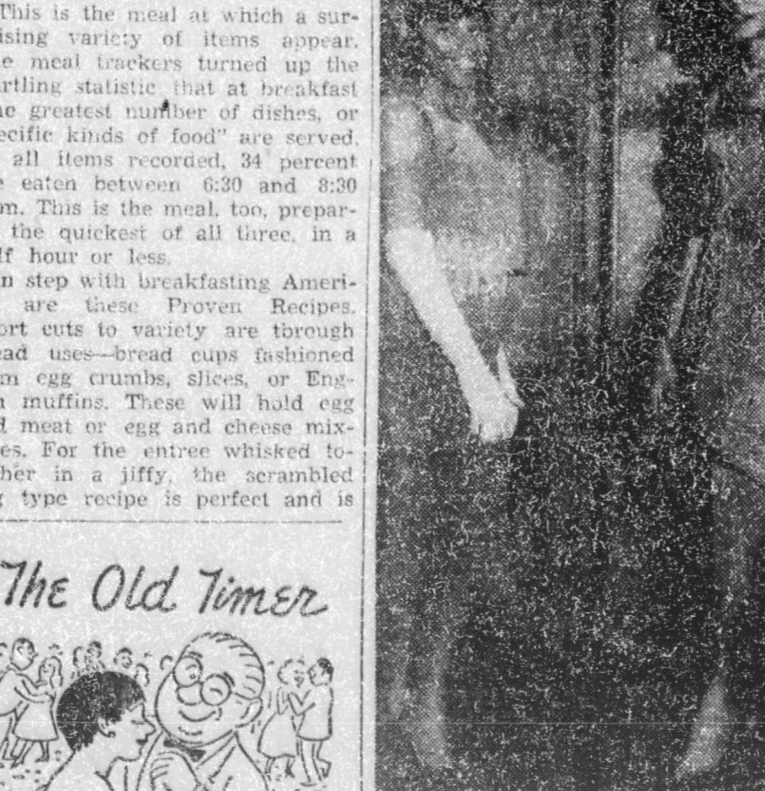 This is the meal at which a sur-
ising variety of items appear.
e meal trackers turned up the
artling statistic that at breakfast
he greatest number of dishes, or
ecific kinds of food" are served.
all items recorded, 34 percent
e eaten between 6:30 and 8:30
m. This is the meal, too, prepar-
the quickest of all three, in a
lf hour or less.
n step with breakfasting Ameri-
are these Proven Recipes.
ort cuts to variety are through
ead uses—bread cups fashioned
m egg crumbs, slices, or Eng-
h muffins. These will hold egg
d meat or egg and cheese mix-
es. For the entree whisked to-
her in a jiffy, the scrambled
g type recipe is perfect and is
The Old Timer